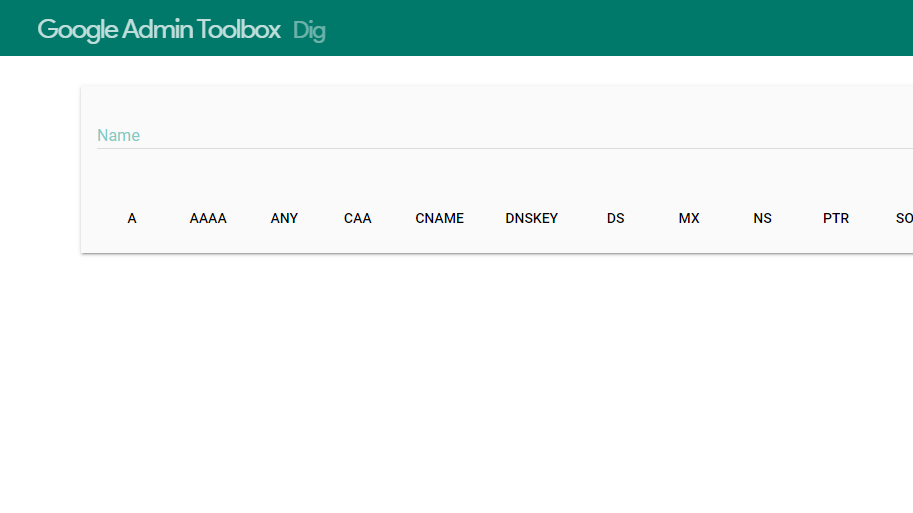 Google Admin Toolbox Dig
Name
A AAAA ANY CAA CNAME DNSKEY DS MX NS PTR SO